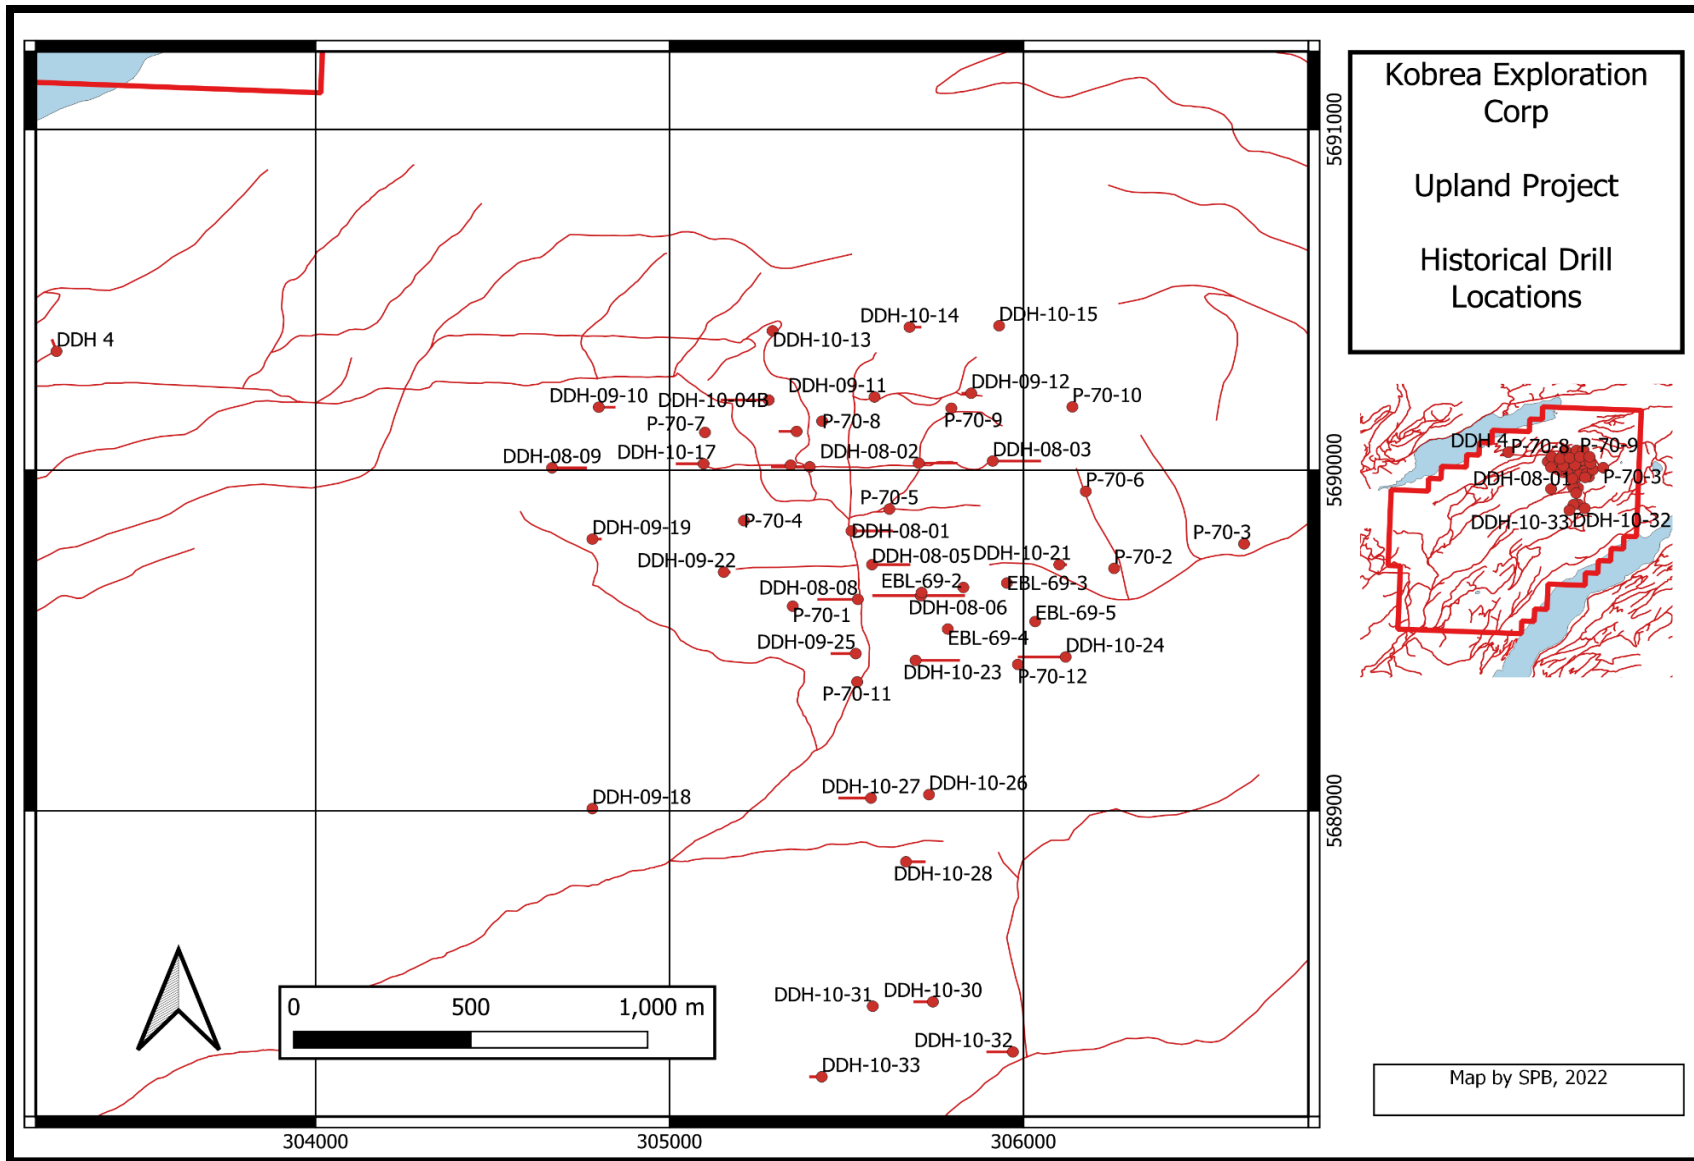 Kobrea Exploration
Corp
Upland Project
Historical Drill
Locations
5691000
5690000
5689000
DDH-10-14
DDH-10-15
DDH 4
DDH-10-13
DDH-09-11
DDH-09-12
DDH-09-10
DDH-10-04B
P-70-10
P-70-7
P-70-8
P-70-9
DDH-08-09
DDH-10-17
DDH-08-02
DDH-08-03
P-70-6
P-70-5
P-70-4
DDH-09-19
DDH-08-01
P-70-3
DDH-09-22
DDH-08-05
DDH-10-21
P-70-2
DDH-08-08
EBL-69-2
EBL-69-3
P-70-1
DDH-08-06
EBL-69-5
DDH-09-25
EBL-69-4
DDH-10-24
DDH-10-23
P-70-12
P-70-11
DDH-10-27
DDH-10-26
DDH-09-18
DDH-10-28
DDH-10-31
DDH-10-30
DDH-10-32
DDH-10-33
0 500 1,000 m
304000 305000 306000
DDH 4
P-70-8
P-70-9
DDH-08-01
P-70-3
DDH-10-33
DDH-10-32
Map by SPB, 2022